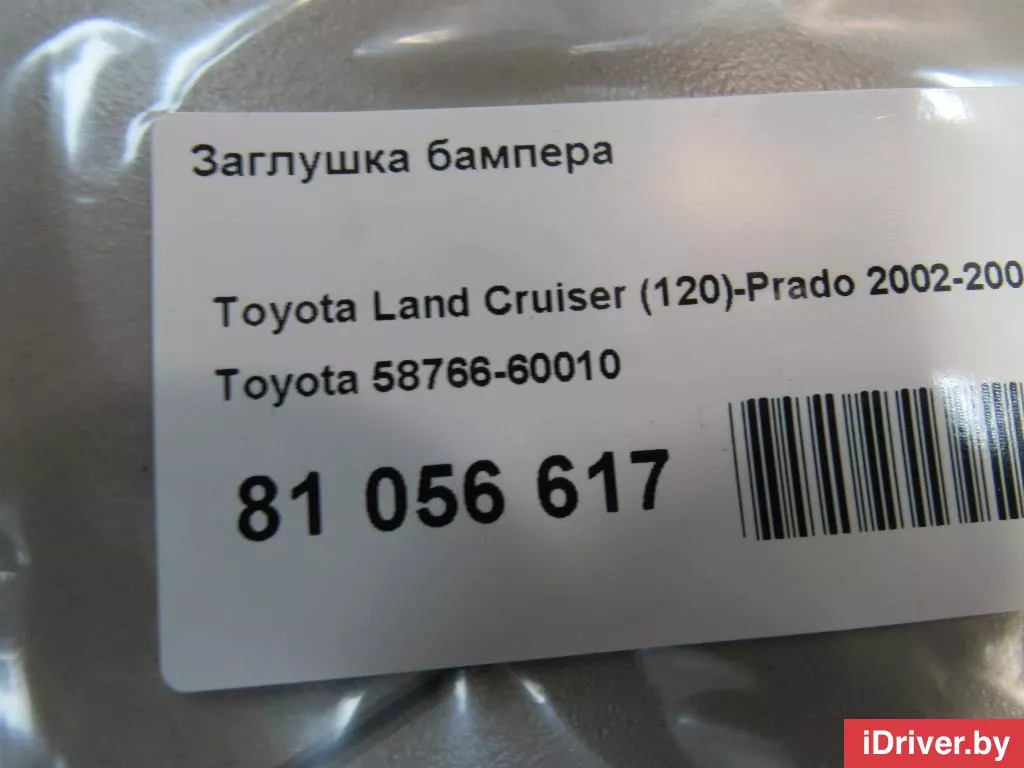 Заглушка бампера
Toyota Land Cruiser (120)-Prado 2002-200
Toyota 58766-60010
81 056 617
iDriver.by